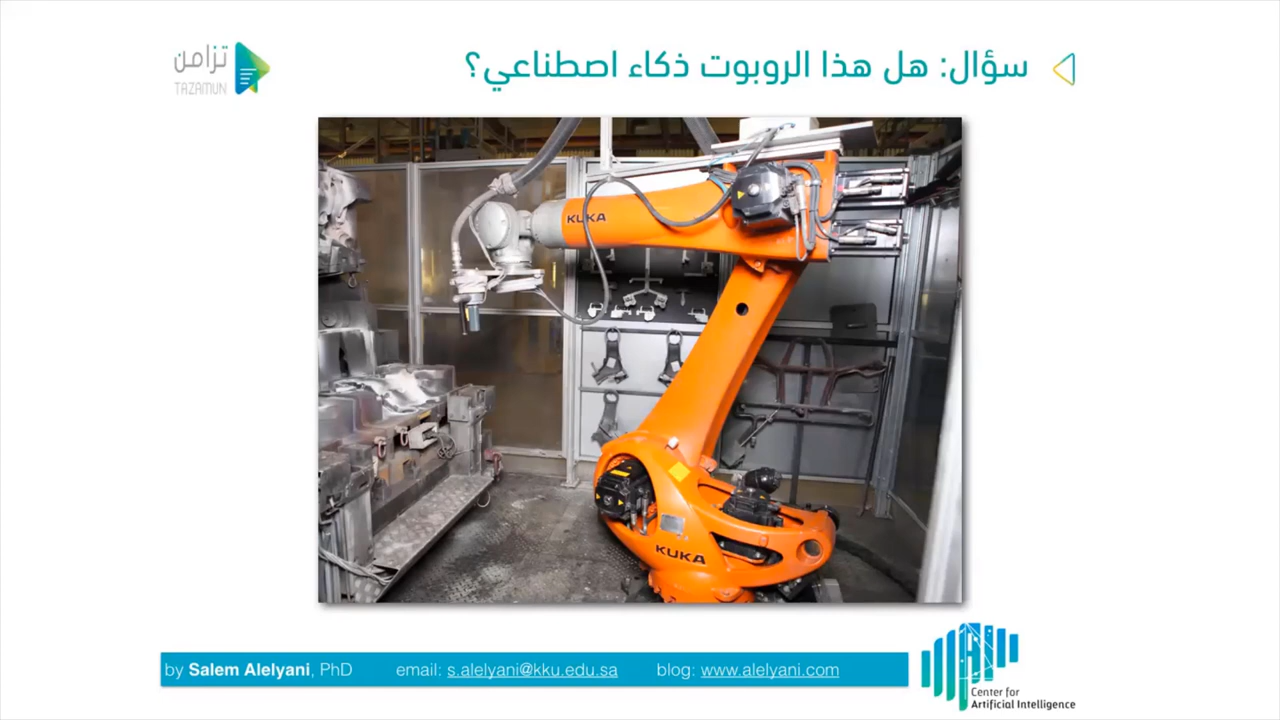 سؤال: هل هذا الروبوت ذكاء اصطناعي؟
تزامن
TAZAMUN
KUKA
KUKA
by Salem Alelyani, PhD email: s.alelyani@kku.edu.sa blog: www.alelyani.com
Center for
Artificial Intelligence